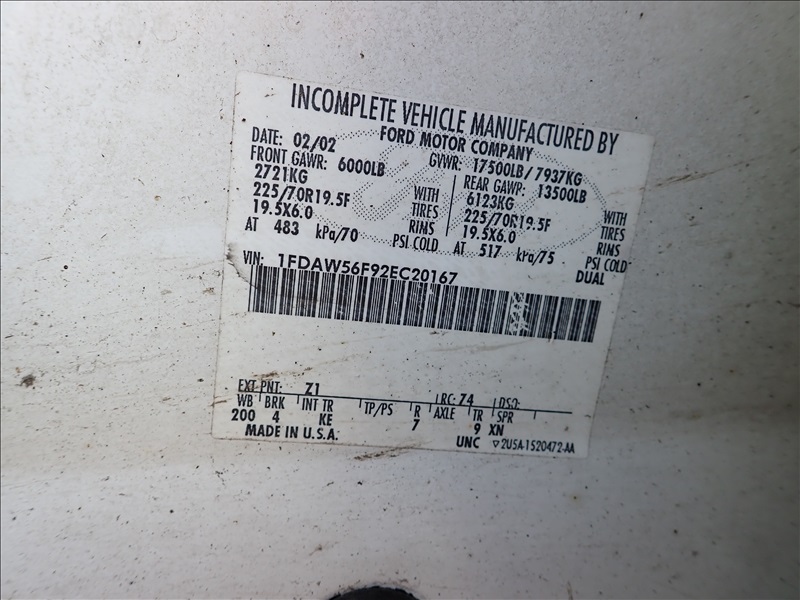 INCOMPLETE VEHICLE MANUFACTURED BY
FORD MOTOR COMPANY
DATE: 02/02 GVWR: 17500LB/7937KG
FRONT GAWR: 6000LB REAR GAWR: 13500LB
2721KG WITH 6123KG WITH
225/70R19.5F TIRES 225/70R19.5F TIRES
19.5X6.0 RIMS 19.5X6.0 RIMS
AT 483 kPa/70 PSI COLD AT 517 kPa/75 PSI COLD
DUAL
VIN: 1FDAW56F92EC20167
EXT PNT: Z1 RC: 74 DSO:
WB BRK INT TR TP/PS R AXLE TR SPR
200 4 KE 7 9 XN
MADE IN U.S.A. UNC ▽2U5A-1520472-AA